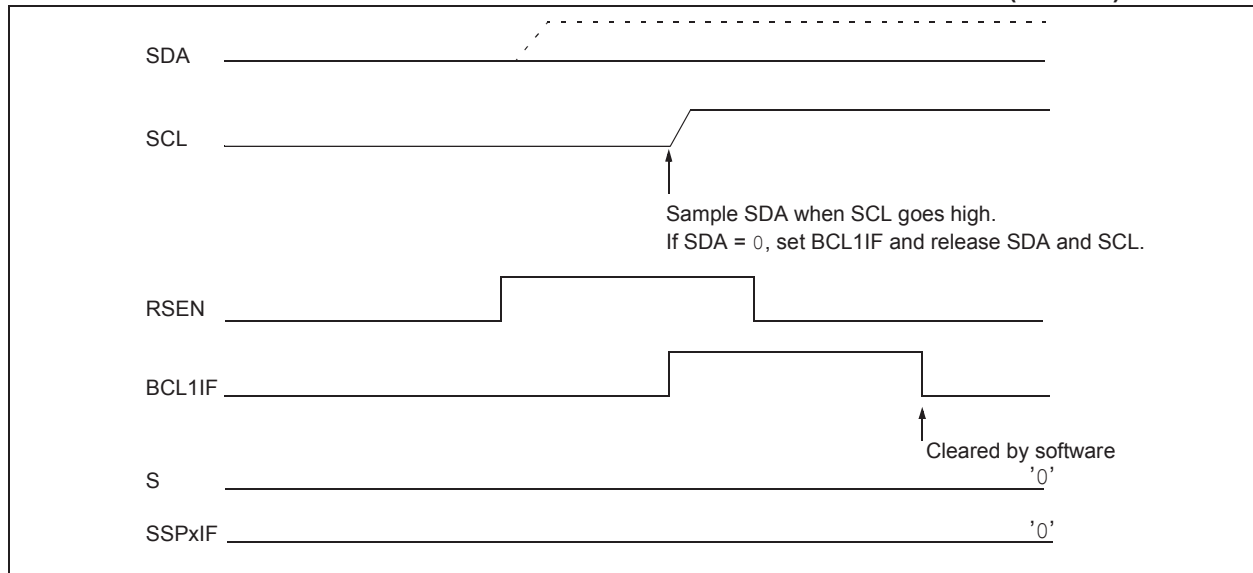 SDA
SCL
Sample SDA when SCL goes high.
If SDA = 0, set BCL1IF and release SDA and SCL.
RSEN
BCL1IF
Cleared by software
S
'0'
SSPxIF
'0'